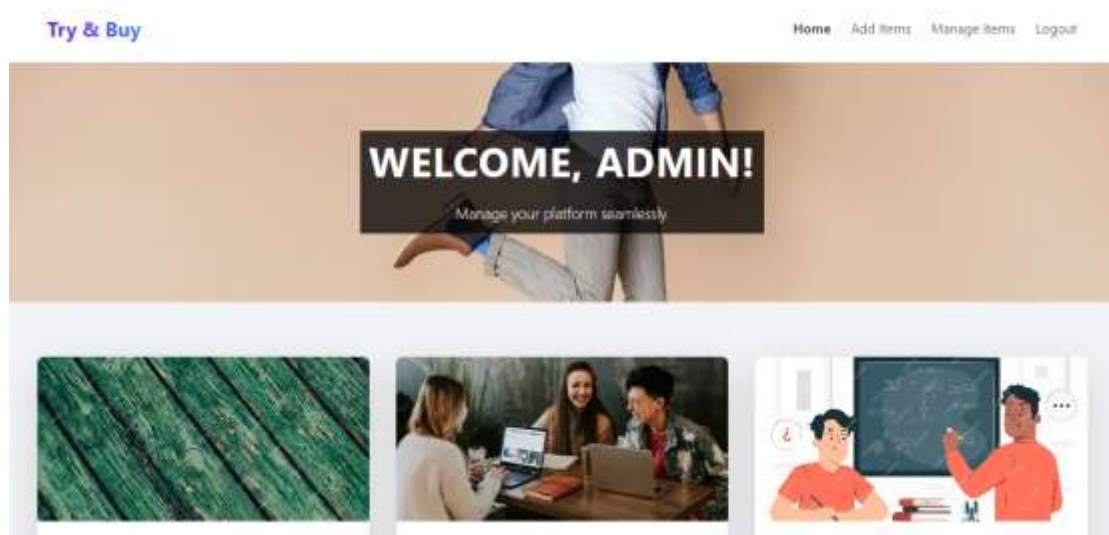 Try & Buy
Home Add Items Manage Items Logout
WELCOME, ADMIN!
Manage your platform seamlessly